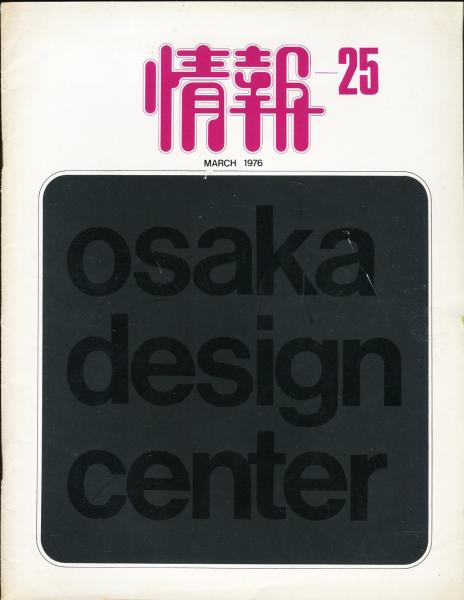 情報-25
MARCH 1976
osaka
design
center